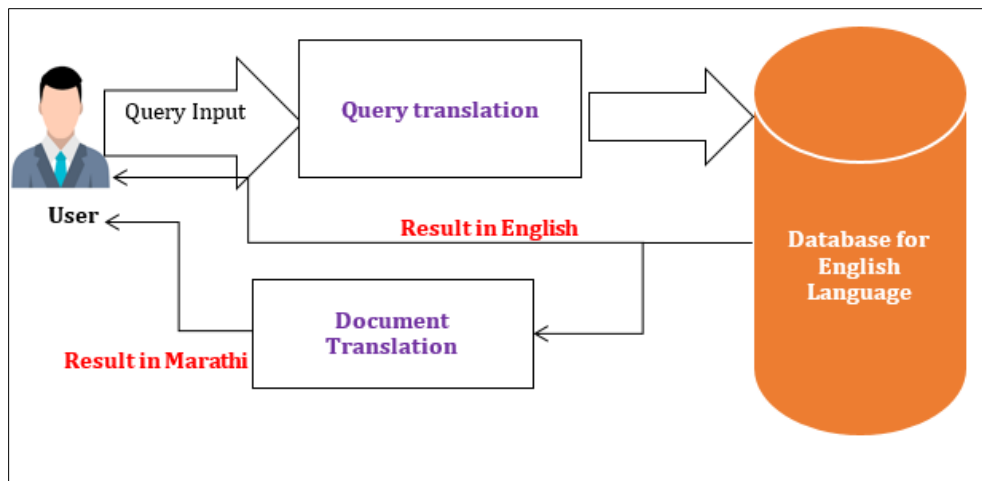 Query Input
Query translation
User
Result in English
Database for
English
Language
Document
Translation
Result in Marathi